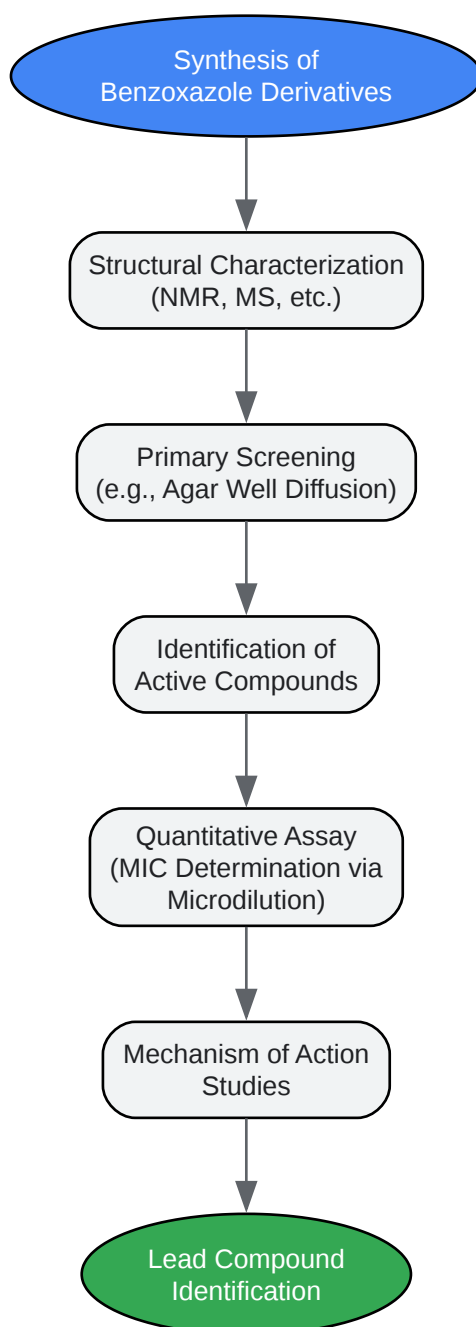 Synthesis of
Benzoxazole Derivatives
Structural Characterization
(NMR, MS, etc.)
Primary Screening
(e.g., Agar Well Diffusion)
Identification of
Active Compounds
Quantitative Assay
(MIC Determination via
Microdilution)
Mechanism of Action
Studies
Lead Compound
Identification